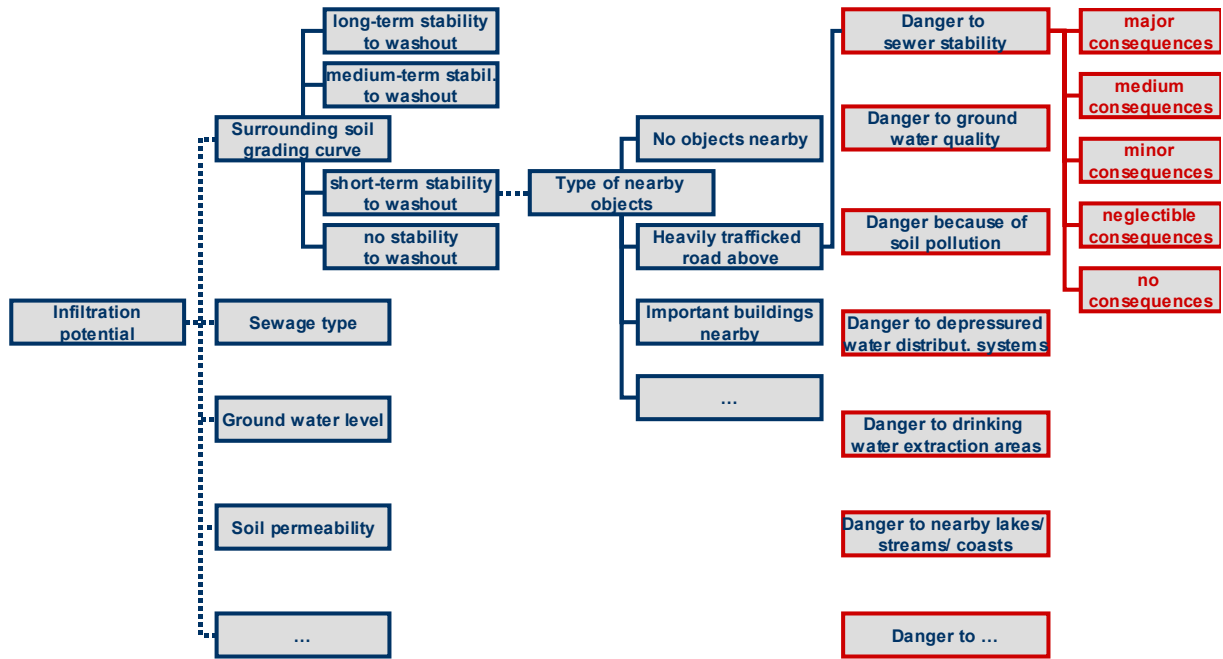 Infiltration
potential
Surrounding soil
grading curve
Sewage type
Ground water level
Soil permeability
…
long-term stability
to washout
medium-term stabil.
to washout
short-term stability
to washout
no stability
to washout
Type of nearby
objects
No objects nearby
Heavily trafficked
road above
Important buildings
nearby
…
Danger to
sewer stability
Danger to ground
water quality
Danger because of
soil pollution
Danger to depressured
water distribut. systems
Danger to drinking
water extraction areas
Danger to nearby lakes/
streams/ coasts
Danger to …
major
consequences
medium
consequences
minor
consequences
neglectible
consequences
no
consequences